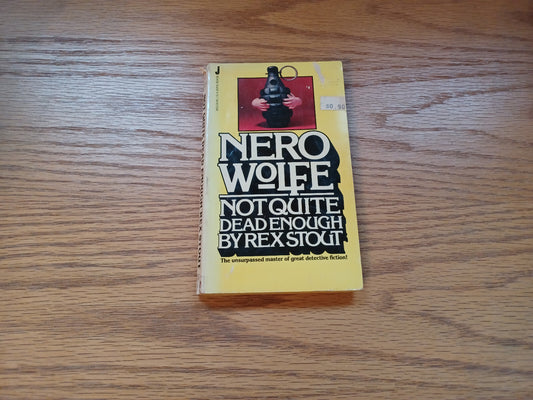 J
$0.90
NERO
WOLFE
NOT QUITE
DEAD ENOUGH
BY REX STOUT
The unsurpassed master of great detective fiction!